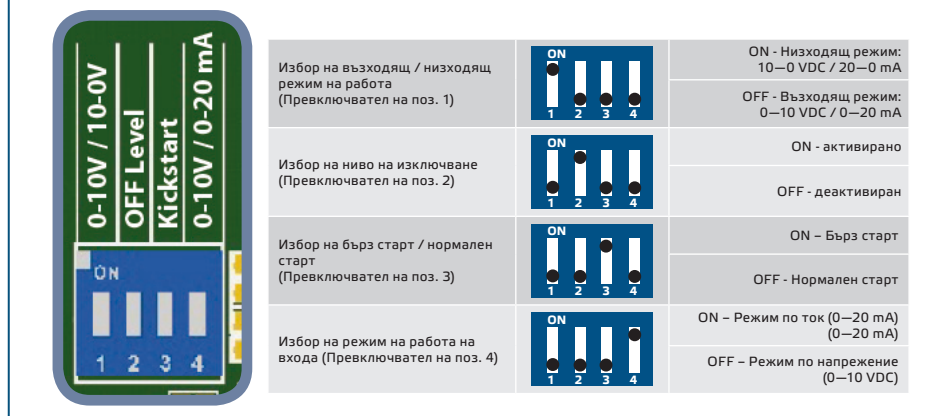 0-10V / 10-0V
OFF Level
Kickstart
0-10V / 0-20 mA
ON
1 2 3 4
Избор на възходящ / низходящ
режим на работа
(Превключвател на поз. 1)
ON
1 2 3 4
ON - Низходящ режим:
10—0 VDC / 20—0 mA
OFF - Възходящ режим:
0—10 VDC / 0—20 mA
Избор на ниво на изключване
(Превключвател на поз. 2)
ON
1 2 3 4
ON - активирано
OFF - деактивиран
Избор на бърз старт / нормален
старт
(Превключвател на поз. 3)
ON
1 2 3 4
ON – Бърз старт
OFF - Нормален старт
Избор на режим на работа на
входа (Превключвател на поз. 4)
ON
1 2 3 4
ON – Режим по ток (0—20 mA)
(0—20 mA)
OFF – Режим по напрежение
(0—10 VDC)